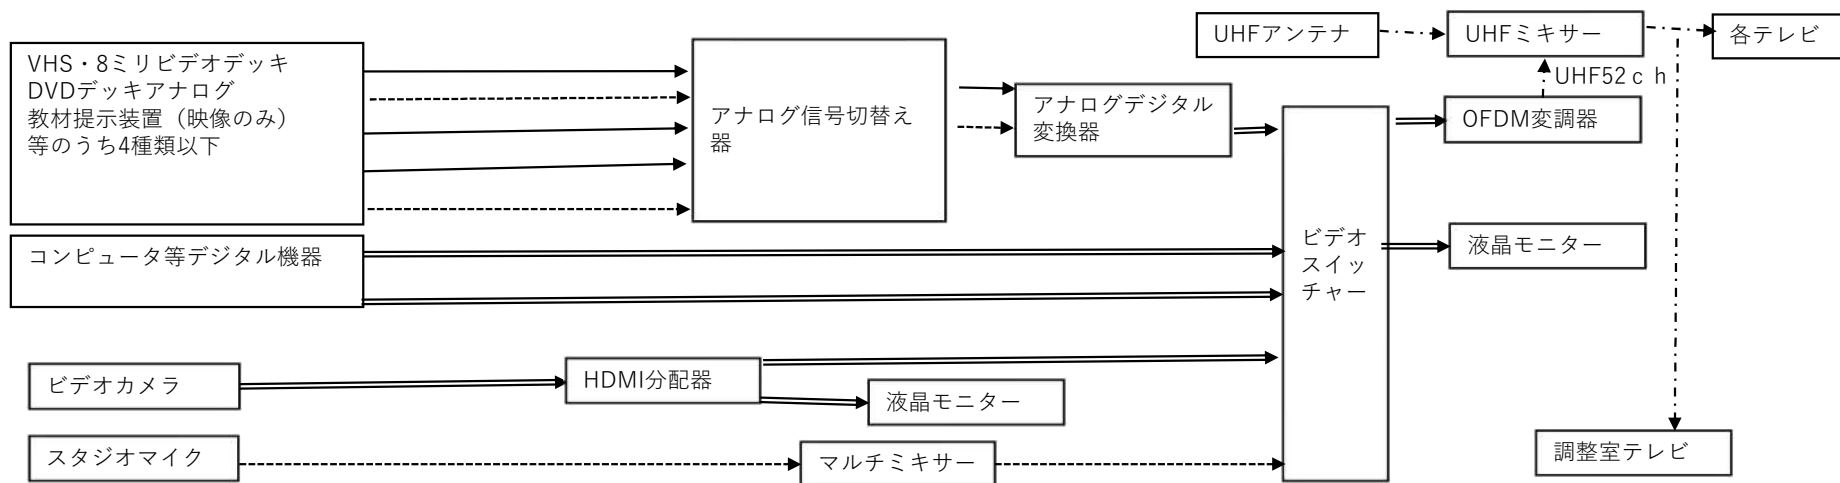 UHFアンテナ
UHFミキサー
各テレビ
VHS・8ミリビデオデッキ
DVDデッキアナログ
教材提示装置（映像のみ）
等のうち4種類以下
アナログ信号切替え
器
アナログデジタル
変換器
UHF52ｃｈ
OFDM変調器
コンピュータ等デジタル機器
ビデオ
スイッ
チャー
液晶モニター
ビデオカメラ
HDMI分配器
液晶モニター
スタジオマイク
マルチミキサー
調整室テレビ